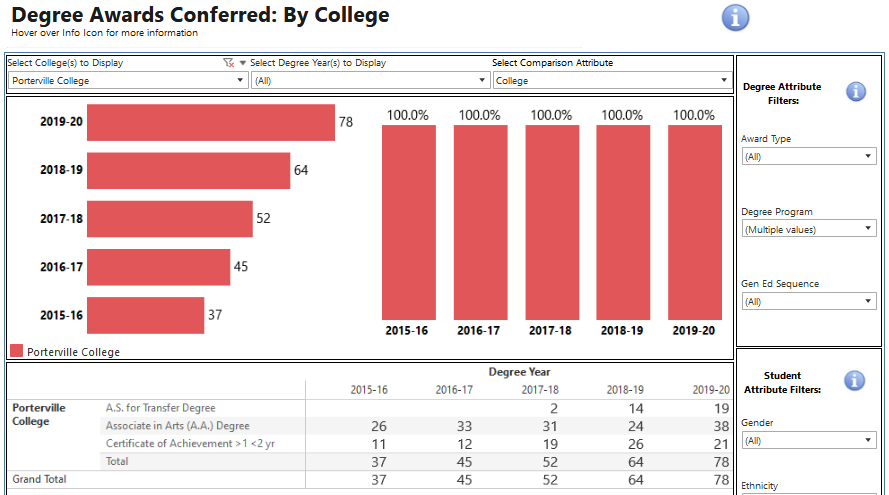 Degree Awards Conferred: By College
Hover over Info Icon for more information
Select College(s) to Display
Select Degree Year(s) to Display
Select Comparison Attribute
Porterville College
(All)
College
2019-20
78
2018-19
64
2017-18
52
2016-17
45
2015-16
37
100.0% 100.0% 100.0% 100.0% 100.0%
2015-16 2016-17 2017-18 2018-19 2019-20
Porterville College
Degree Attribute
Filters:
Award Type
(All)
Degree Program
(Multiple values)
Gen Ed Sequence
(All)
Degree Year
2015-16 2016-17 2017-18 2018-19 2019-20
Porterville
College
A.S. for Transfer Degree 2 14 19
Associate in Arts (A.A.) Degree 26 33 31 24 38
Certificate of Achievement >1 <2 yr 11 12 19 26 21
Total 37 45 52 64 78
Grand Total 37 45 52 64 78
Student
Attribute Filters:
Gender
(All)
Ethnicity